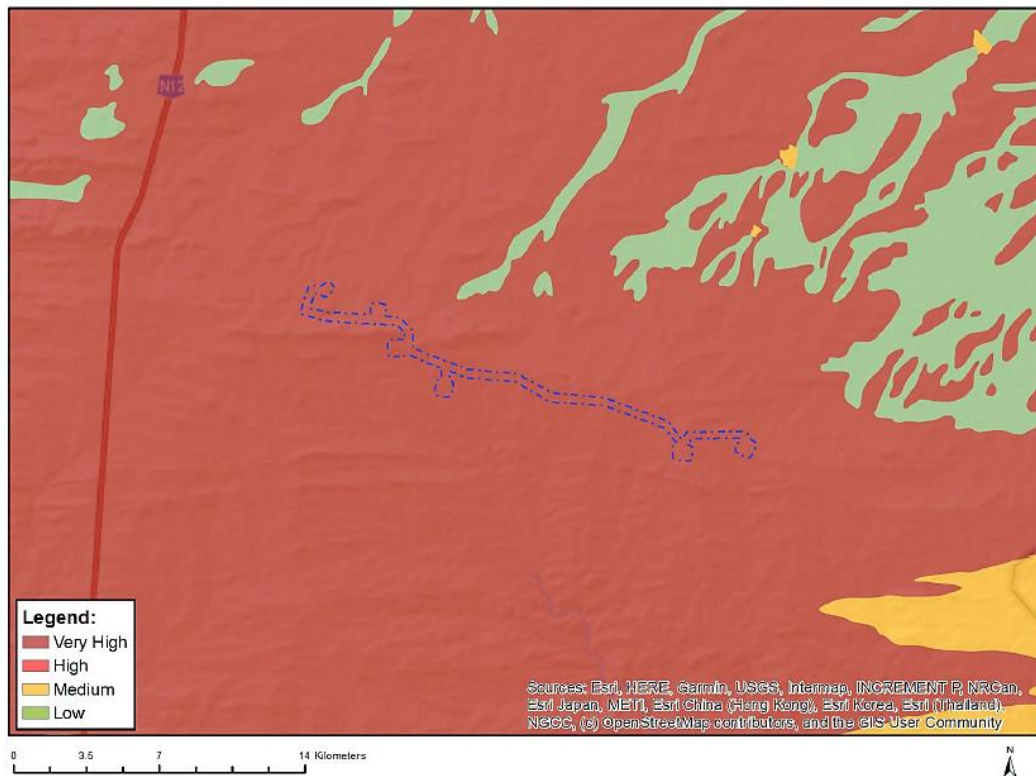 N12
Legend:
Very High
High
Medium
Low
Sources: Esri, HERE, Garmin, USGS, Intermap, INCREMENT P, NRCan,
Esri Japan, METI, Esri China (Hong Kong), Esri Korea, Esri (Thailand),
NGCC, (c) OpenStreetMap contributors, and the GIS User Community
0 3.5 7 14 Kilometers
N